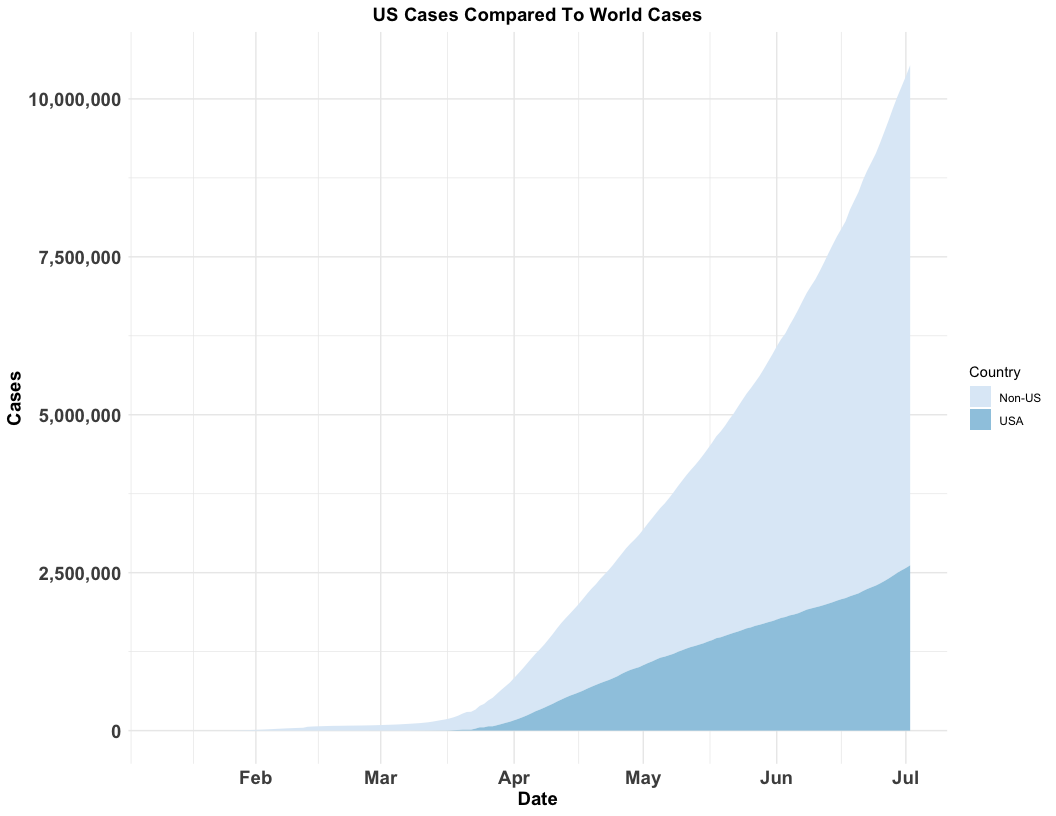 US Cases Compared To World Cases
10,000,000
7,500,000
5,000,000
2,500,000
0
Cases
Feb Mar Apr May Jun Jul
Date
Country
Non-US
USA